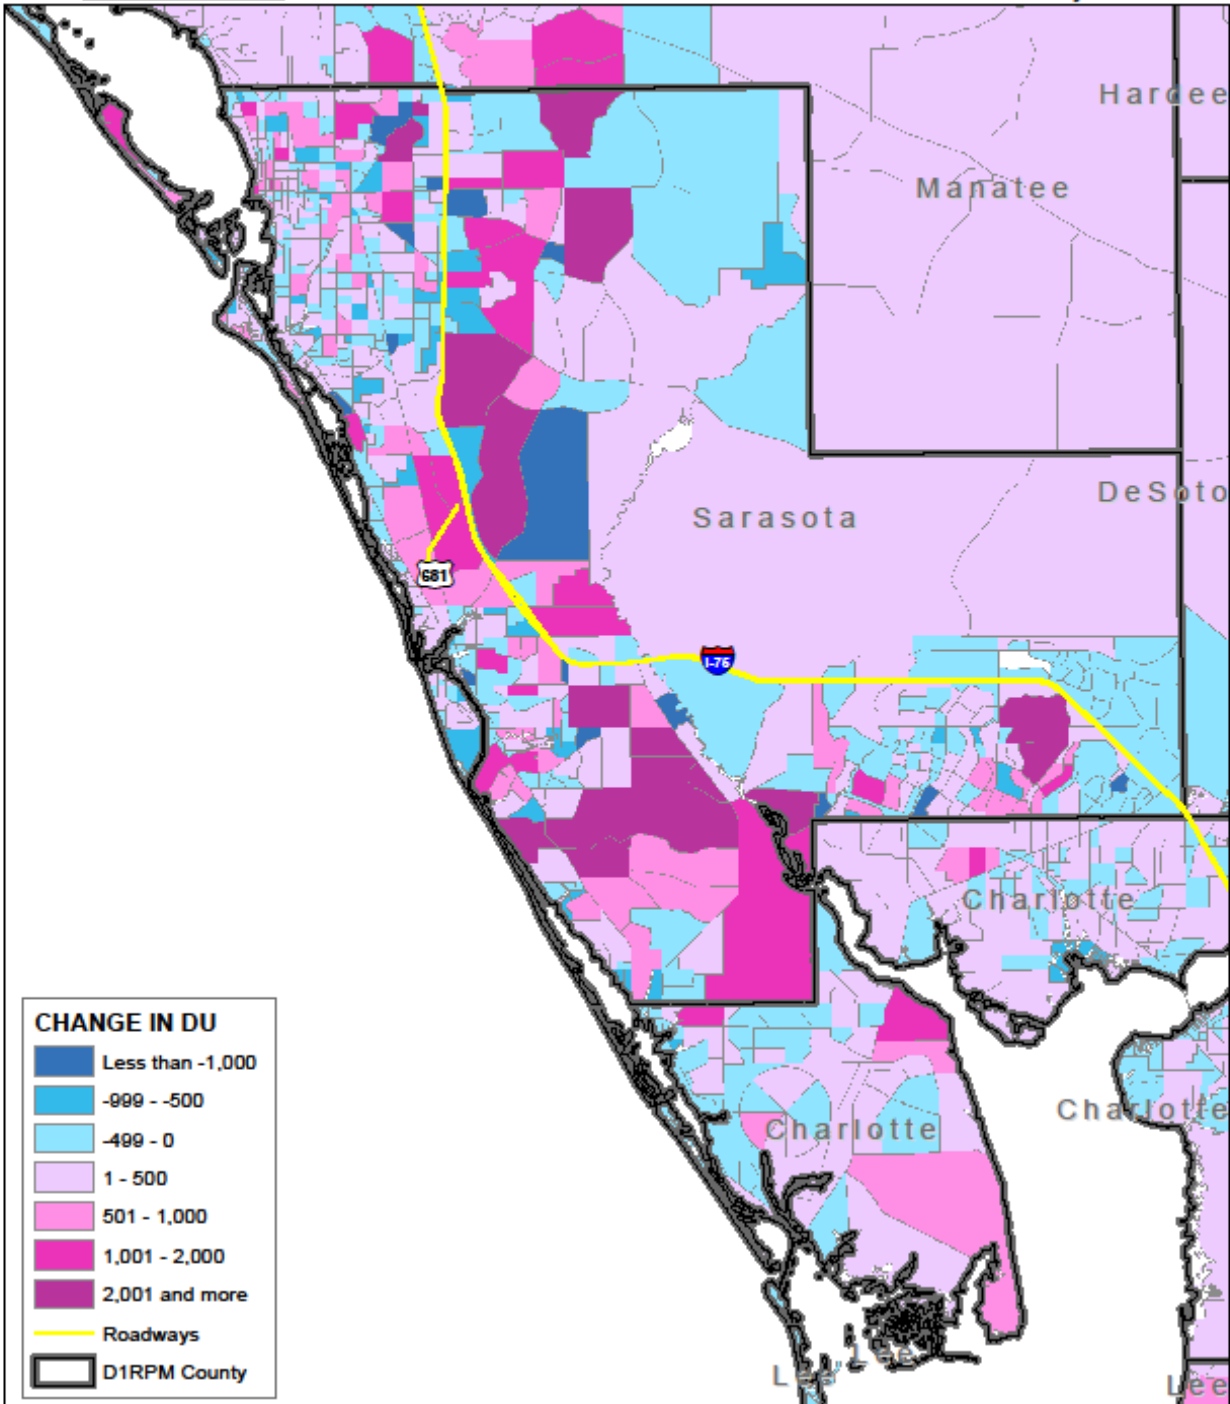 Hardee
Manatee
DeSoto
Sarasota
681
I-75
Charlotte
Charlotte
Charlotte
Lee
Lee
Lee
CHANGE IN DU
Less than -1,000
-999 - -500
-499 - 0
1 - 500
501 - 1,000
1,001 - 2,000
2,001 and more
Roadways
D1RPM County